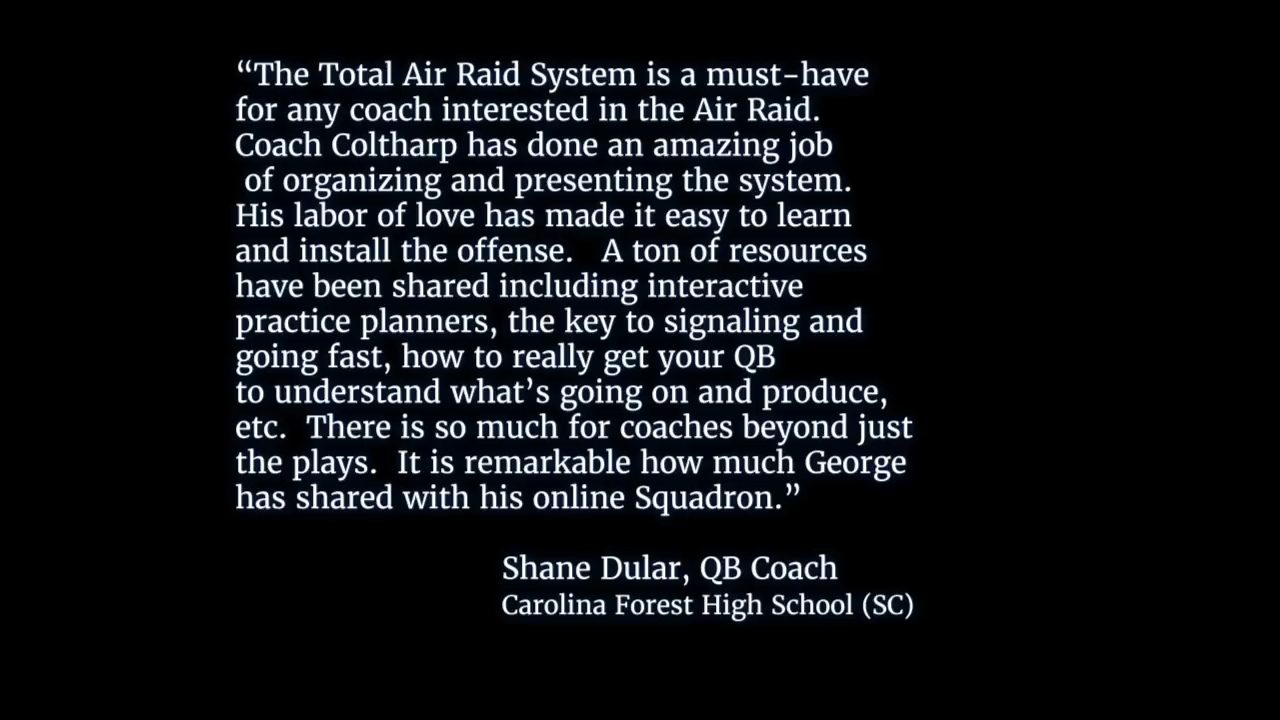 “The Total Air Raid System is a must-have
for any coach interested in the Air Raid.
Coach Coltharp has done an amazing job
of organizing and presenting the system.
His labor of love has made it easy to learn
and install the offense.   A ton of resources
have been shared including interactive
practice planners, the key to signaling and
going fast, how to really get your QB
to understand what’s going on and produce,
etc.  There is so much for coaches beyond just
the plays.  It is remarkable how much George
has shared with his online Squadron.”
Shane Dular, QB Coach
Carolina Forest High School (SC)